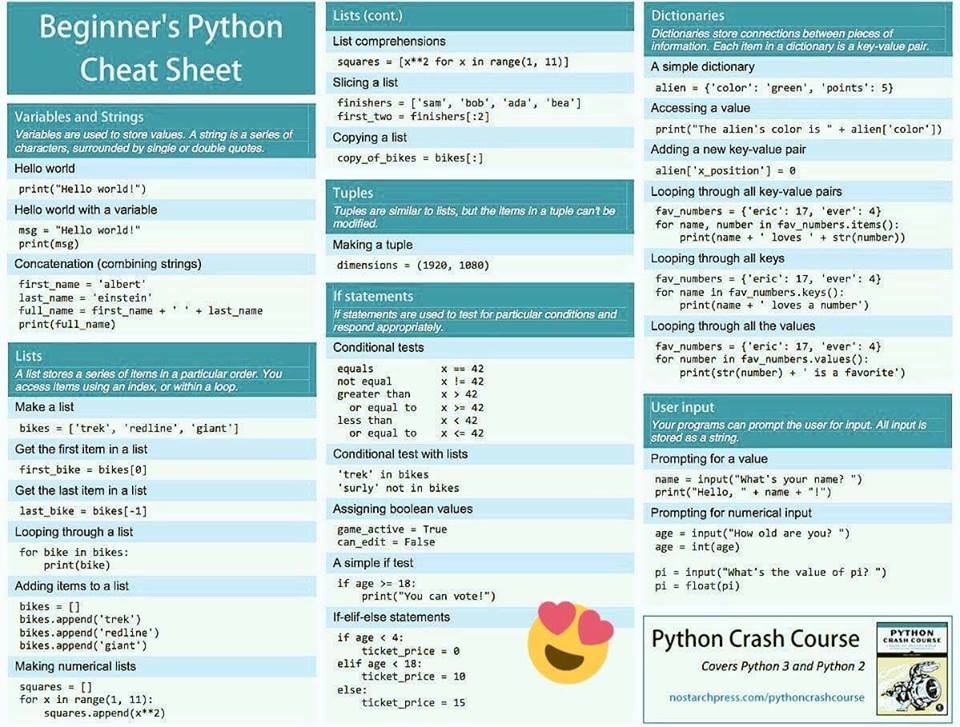 Beginner's Python
Cheat Sheet
Variables and Strings
Variables are used to store values. A string is a series of
characters, surrounded by single or double quotes.
Hello world
print("Hello world!")
Hello world with a variable
msg = "Hello world!"
print(msg)
Concatenation (combining strings)
first_name = 'albert'
last_name = 'einstein'
full_name = first_name + ' ' + last_name
print(full_name)
Lists
A list stores a series of items in a particular order. You
access items using an index, or within a loop.
Make a list
bikes = ['trek', 'redline', 'giant']
Get the first item in a list
first_bike = bikes[0]
Get the last item in a list
last_bike = bikes[-1]
Looping through a list
for bike in bikes:
    print(bike)
Adding items to a list
bikes = []
bikes.append('trek')
bikes.append('redline')
bikes.append('giant')
Making numerical lists
squares = []
for x in range(1, 11):
    squares.append(x**2)
Lists (cont.)
List comprehensions
squares = [x**2 for x in range(1, 11)]
Slicing a list
finishers = ['sam', 'bob', 'ada', 'bea']
first_two = finishers[:2]
Copying a list
copy_of_bikes = bikes[:]
Tuples
Tuples are similar to lists, but the items in a tuple can't be
modified.
Making a tuple
dimensions = (1920, 1080)
If statements
If statements are used to test for particular conditions and
respond appropriately.
Conditional tests
equals x == 42
not equal x != 42
greater than x > 42
  or equal to x >= 42
less than x < 42
  or equal to x <= 42
Conditional test with lists
'trek' in bikes
'surly' not in bikes
Assigning boolean values
game_active = True
can_edit = False
A simple if test
if age >= 18:
    print("You can vote!")
If-elif-else statements
if age < 4:
    ticket_price = 0
elif age < 18:
    ticket_price = 10
else:
    ticket_price = 15
Dictionaries
Dictionaries store connections between pieces of
information. Each item in a dictionary is a key-value pair.
A simple dictionary
alien = {'color': 'green', 'points': 5}
Accessing a value
print("The alien's color is " + alien['color'])
Adding a new key-value pair
alien['x_position'] = 0
Looping through all key-value pairs
fav_numbers = {'eric': 17, 'ever': 4}
for name, number in fav_numbers.items():
    print(name + ' loves ' + str(number))
Looping through all keys
fav_numbers = {'eric': 17, 'ever': 4}
for name in fav_numbers.keys():
    print(name + ' loves a number')
Looping through all the values
fav_numbers = {'eric': 17, 'ever': 4}
for number in fav_numbers.values():
    print(str(number) + ' is a favorite')
User input
Your programs can prompt the user for input. All input is
stored as a string.
Prompting for a value
name = input("What's your name? ")
print("Hello, " + name + "!")
Prompting for numerical input
age = input("How old are you? ")
age = int(age)
pi = input("What's the value of pi? ")
pi = float(pi)
Python Crash Course
Covers Python 3 and Python 2
nostarchpress.com/pythoncrashcourse
PYTHON
CRASH COURSE